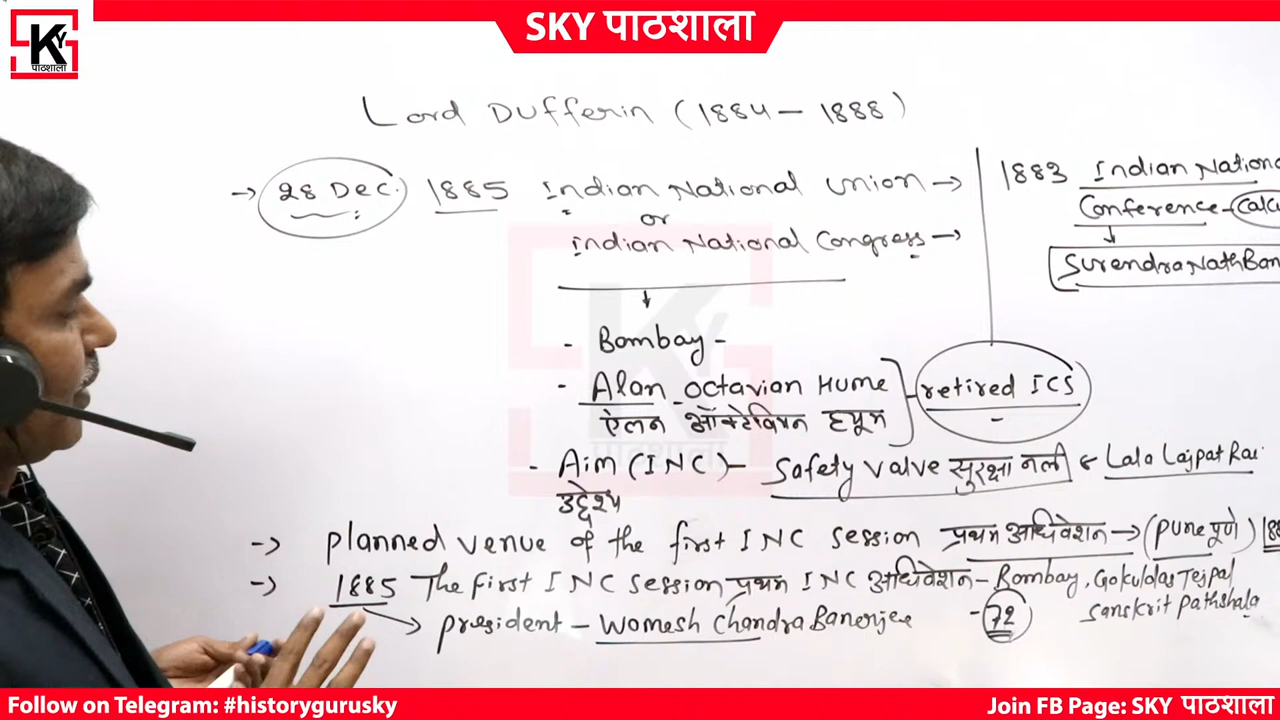 SKY पाठशाला
SKY
पाठशाला
Lord Dufferin (1884 – 1888)
→ 28 Dec. 1885 Indian National Union →
or
Indian National Congress →
1883 Indian Nationa
Conference – Calc
↓
SurendraNathBan
↓
- Bombay -
- Alan Octavian Hume
ऐलन ऑक्टेवियन ह्यूम
retired ICS
- Aim (INC) – Safety valve सुरक्षा नली & Lala Lajpat Rai
उद्देश्य
→ planned venue of the first INC session प्रथम अधिवेशन → (Pune पूणे)
→ 1885 The first INC session प्रथम INC अधिवेशन – Bombay, Gokuldas Tejpal
Sanskrit Pathshala
→ president – Womesh Chandra Banerjee - 72
Follow on Telegram: #historygurusky
Join FB Page: SKY पाठशाला